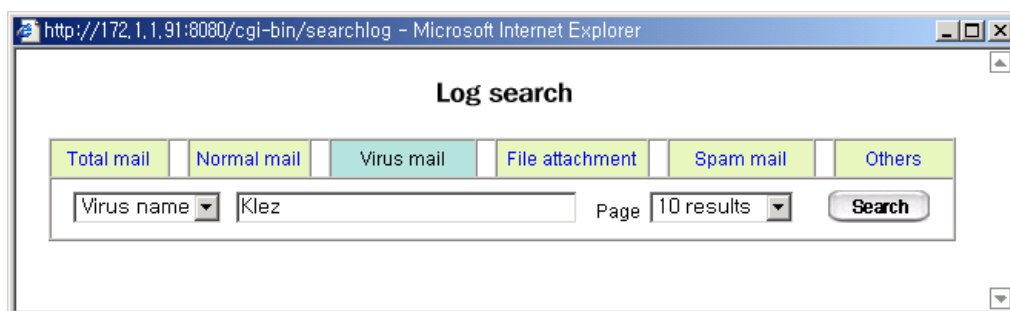 http://172,1,1,91:8080/cgi-bin/searchlog - Microsoft Internet Explorer
Log search
Total mail Normal mail Virus mail File attachment Spam mail Others
Virus name Klez Page 10 results Search